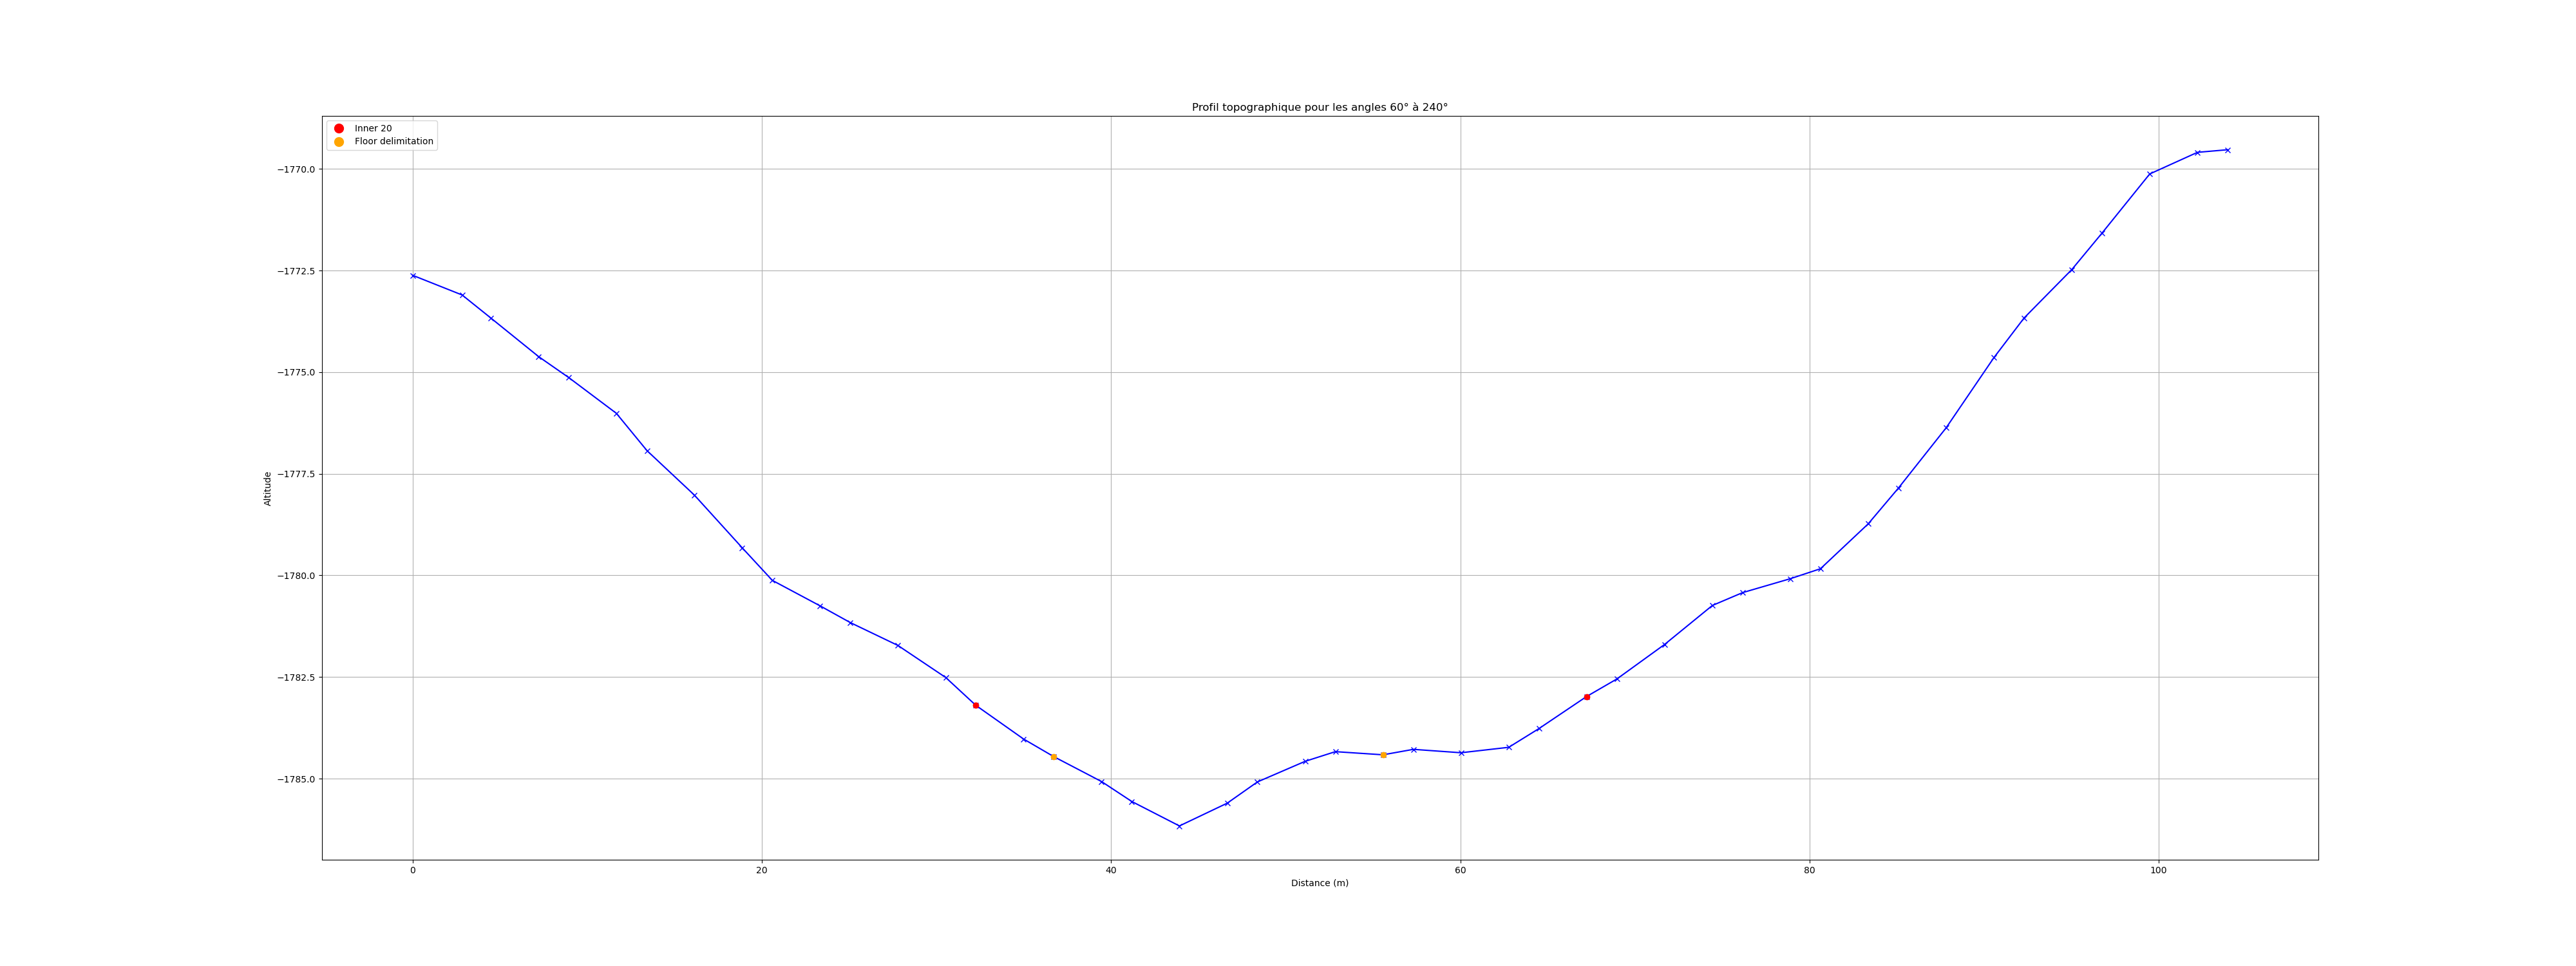 Profil topographique pour les angles 60° à 240°
Inner 20
Floor delimitation
−1770.0
−1772.5
−1775.0
−1777.5
−1780.0
−1782.5
−1785.0
Altitude
0 20 40 60 80 100
Distance (m)